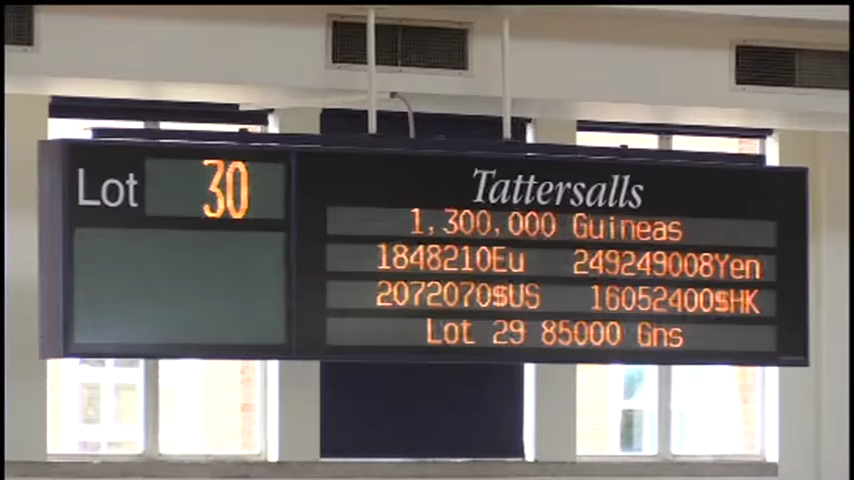 Lot 30
Tattersalls
1,300,000 Guineas
1848210Eu 249249008Yen
2072070$US 16052400$HK
Lot 29 85000 Gns